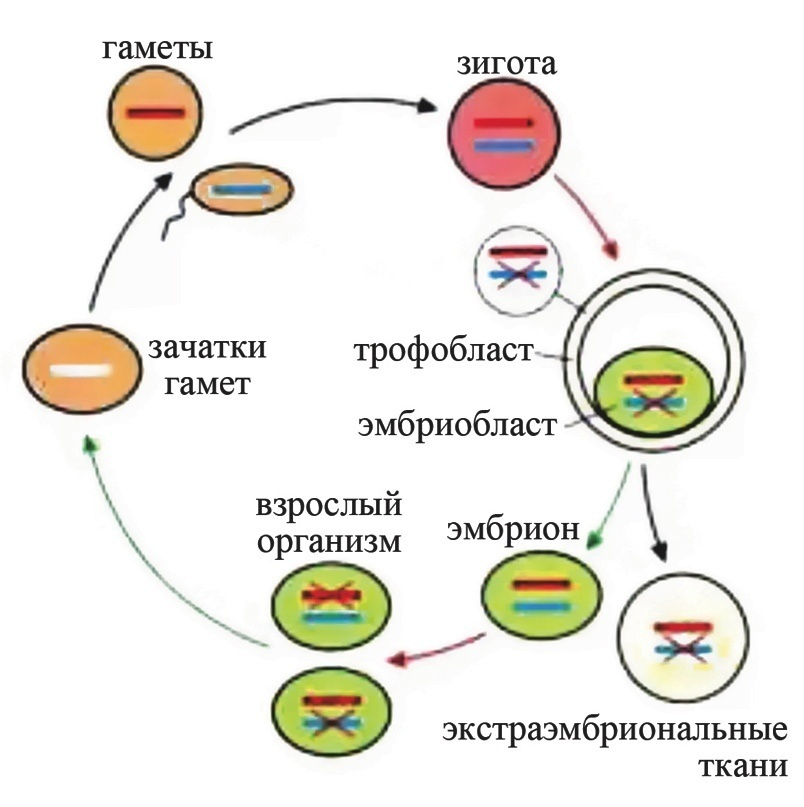 гаметы
зигота
зачатки
гамет
трофобласт
эмбриобласт
взрослый
организм
эмбрион
экстраэмбриональные
ткани